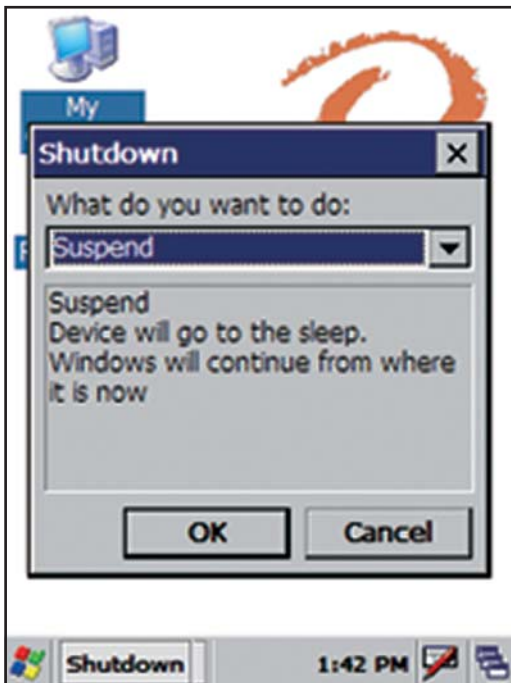 My
Shutdown
What do you want to do:
Suspend
Suspend
Device will go to the sleep.
Windows will continue from where
it is now
OK
Cancel
Shutdown
1:42 PM